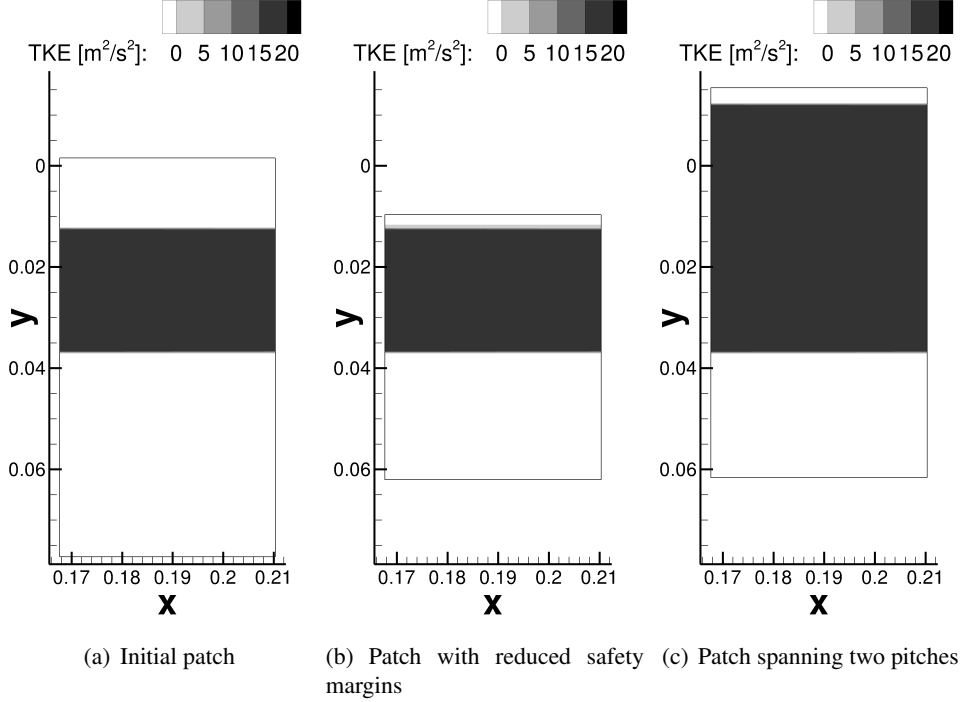 TKE [m²/s²]: 0 5 10 15 20
0
0.02
0.04
0.06
y
0.17 0.18 0.19 0.2 0.21
x
(a) Initial patch
TKE [m²/s²]: 0 5 10 15 20
0
0.02
0.04
0.06
y
0.17 0.18 0.19 0.2 0.21
x
(b) Patch with reduced safety
margins
TKE [m²/s²]: 0 5 10 15 20
0
0.02
0.04
0.06
y
0.17 0.18 0.19 0.2 0.21
x
(c) Patch spanning two pitches